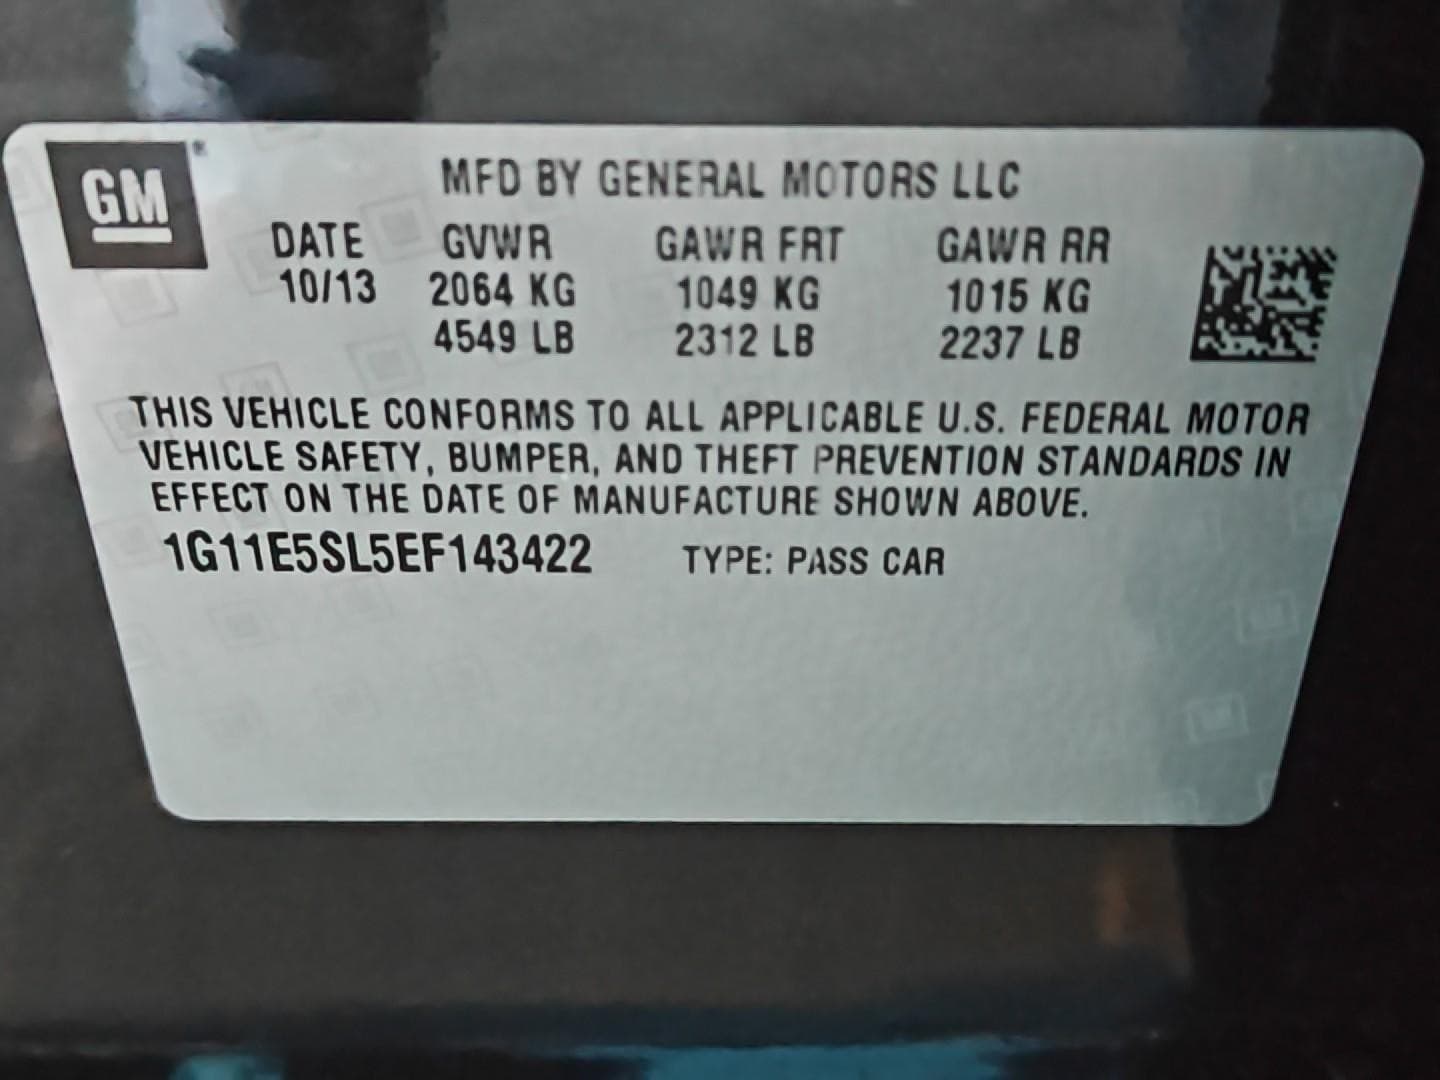 GM®
MFD BY GENERAL MOTORS LLC
DATE GVWR GAWR FRT GAWR RR
10/13 2064 KG 1049 KG 1015 KG
4549 LB 2312 LB 2237 LB
THIS VEHICLE CONFORMS TO ALL APPLICABLE U.S. FEDERAL MOTOR
VEHICLE SAFETY, BUMPER, AND THEFT PREVENTION STANDARDS IN
EFFECT ON THE DATE OF MANUFACTURE SHOWN ABOVE.
1G11E5SL5EF143422 TYPE: PASS CAR